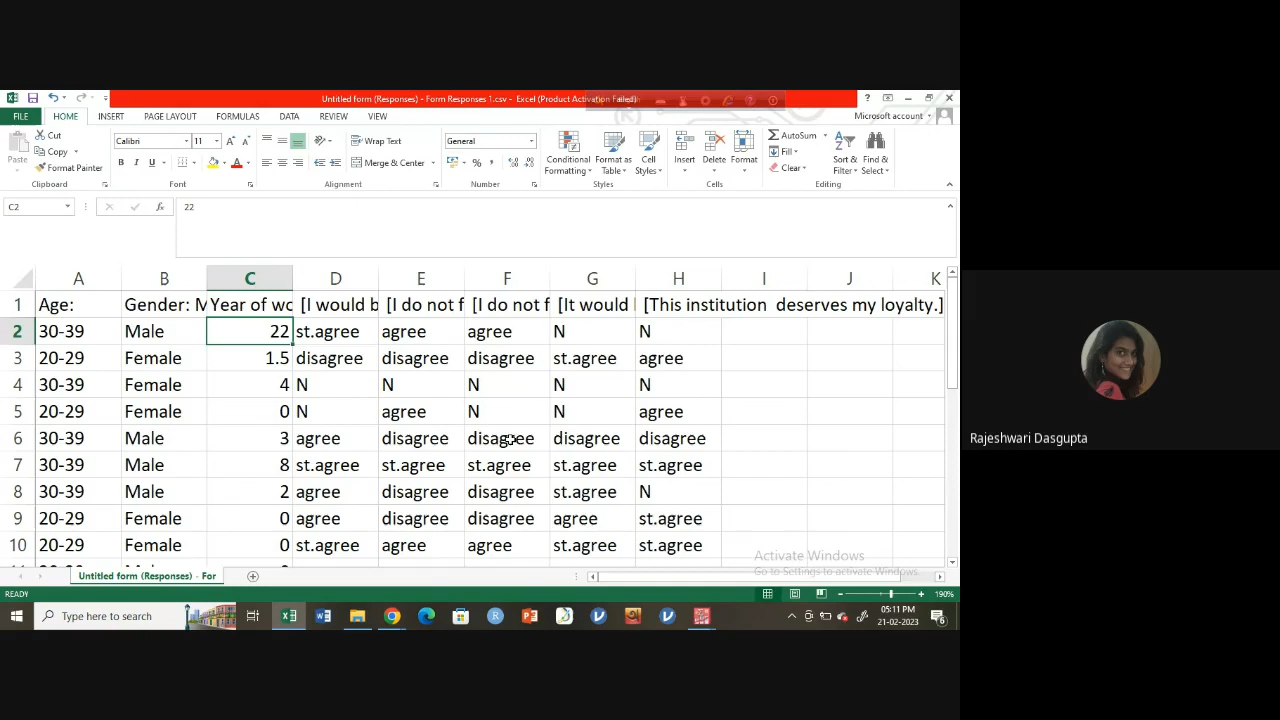 Untitled form (Responses) - Form Responses 1.csv - Excel (Product Activation Failed)
FILE HOME INSERT PAGE LAYOUT FORMULAS DATA REVIEW VIEW Microsoft account
Cut
Copy
Format Painter
Paste
Clipboard
Calibri 11
B I U
Font
Wrap Text
Merge & Center
Alignment
General
Number
Conditional Formatting
Format as Table
Cell Styles
Styles
Insert Delete Format
Cells
AutoSum
Fill
Clear
Sort & Filter
Find & Select
Editing
C2 22
A B C D E F G H I J K
1 Age: Gender: M Year of wo [I would b [I do not f [I do not f [It would l [This institution deserves my loyalty.]
2 30-39 Male 22 st.agree agree agree N N
3 20-29 Female 1.5 disagree disagree disagree st.agree agree
4 30-39 Female 4 N N N N N
5 20-29 Female 0 N agree N N agree
6 30-39 Male 3 agree disagree disagree disagree disagree
7 30-39 Male 8 st.agree st.agree st.agree st.agree st.agree
8 30-39 Male 2 agree disagree disagree st.agree N
9 20-29 Female 0 agree disagree disagree agree st.agree
10 20-29 Female 0 st.agree agree agree st.agree st.agree
Activate Windows
Go to Settings to activate Windows.
Untitled form (Responses) - For
READY 190%
Type here to search
05:11 PM
21-02-2023
6
Rajeshwari Dasgupta